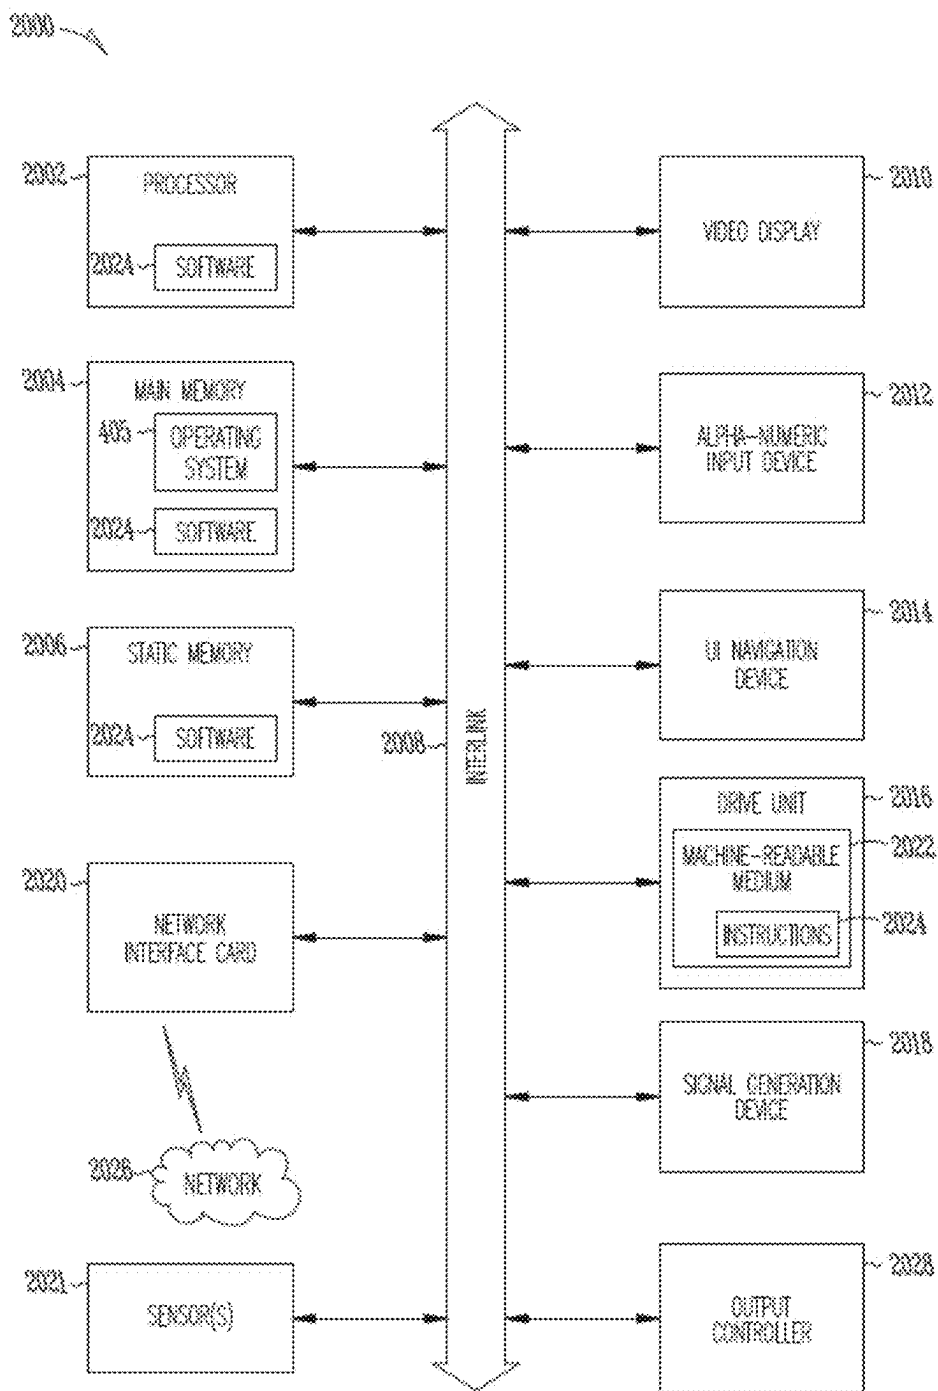 2000
2002
PROCESSOR
2024
SOFTWARE
2004
MAIN MEMORY
405
OPERATING
SYSTEM
2024
SOFTWARE
2006
STATIC MEMORY
2024
SOFTWARE
2020
NETWORK
INTERFACE CARD
2026
NETWORK
2021
SENSOR(S)
2008
INTERLINK
2010
VIDEO DISPLAY
2012
ALPHA-NUMERIC
INPUT DEVICE
2014
UI NAVIGATION
DEVICE
2016
DRIVE UNIT
2022
MACHINE-READABLE
MEDIUM
2024
INSTRUCTIONS
2018
SIGNAL GENERATION
DEVICE
2028
OUTPUT
CONTROLLER